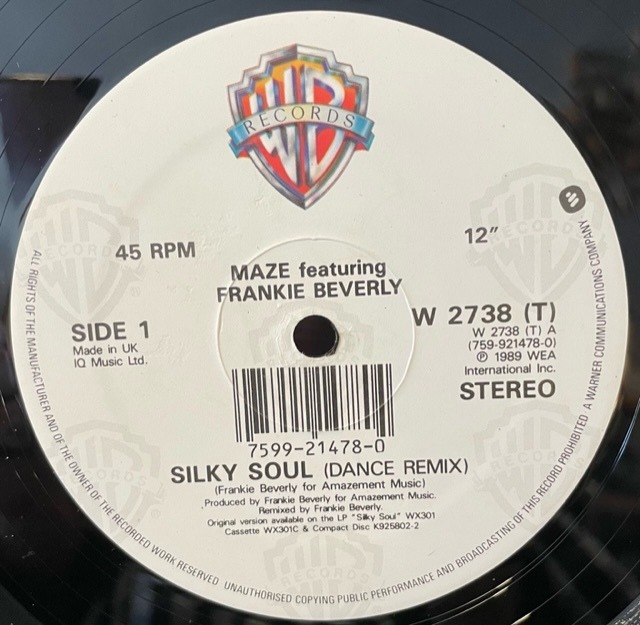 WB
RECORDS
45 RPM
12"
MAZE featuring
FRANKIE BEVERLY
SIDE 1
Made in UK
IQ Music Ltd.
W 2738 (T)
W 2738 (T) A
(759-921478-0)
℗ 1989 WEA
International Inc.
STEREO
7599-21478-0
SILKY SOUL (DANCE REMIX)
(Frankie Beverly for Amazement Music)
Produced by Frankie Beverly for Amazement Music.
Remixed by Frankie Beverly.
Original version available on the LP "Silky Soul" WX301
Cassette WX301C & Compact Disc K925802-2
ALL RIGHTS OF THE MANUFACTURER AND OF THE OWNER OF THE RECORDED WORK RESERVED UNAUTHORISED COPYING PUBLIC PERFORMANCE AND BROADCASTING OF THIS RECORD PROHIBITED A WARNER COMMUNICATIONS COMPANY